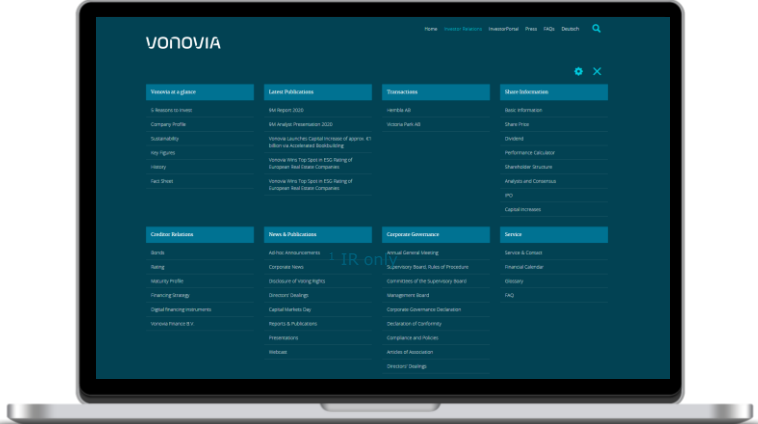 Home Investor Relations InvestorPortal Press FAQs Deutsch
VONOVIA
Vonovia at a glance
5 Reasons to Invest
Company Profile
Sustainability
Key Figures
History
Fact Sheet
Latest Publications
9M Report 2020
9M Analyst Presentation 2020
Vonovia Launches Capital Increase of approx. €1
billion via Accelerated Bookbuilding
Vonovia Wins Top Spot in ESG Rating of
European Real Estate Companies
Vonovia Wins Top Spot in ESG Rating of
European Real Estate Companies
Transactions
Hembla AB
Victoria Park AB
Share Information
Basic Information
Share Price
Dividend
Performance Calculator
Shareholder Structure
Analysts and Consensus
IPO
Capital Increases
Creditor Relations
Bonds
Rating
Maturity Profile
Financing Strategy
Digital financing instruments
Vonovia Finance B.V.
News & Publications
Ad hoc Announcements
Corporate News
Disclosure of Voting Rights
Directors' Dealings
Capital Markets Day
Reports & Publications
Presentations
Webcast
Corporate Governance
Annual General Meeting
Supervisory Board, Rules of Procedure
Committees of the Supervisory Board
Management Board
Corporate Governance Declaration
Declaration of Conformity
Compliance and Policies
Articles of Association
Directors' Dealings
Service
Service & Contact
Financial Calendar
Glossary
FAQ
1 IR only